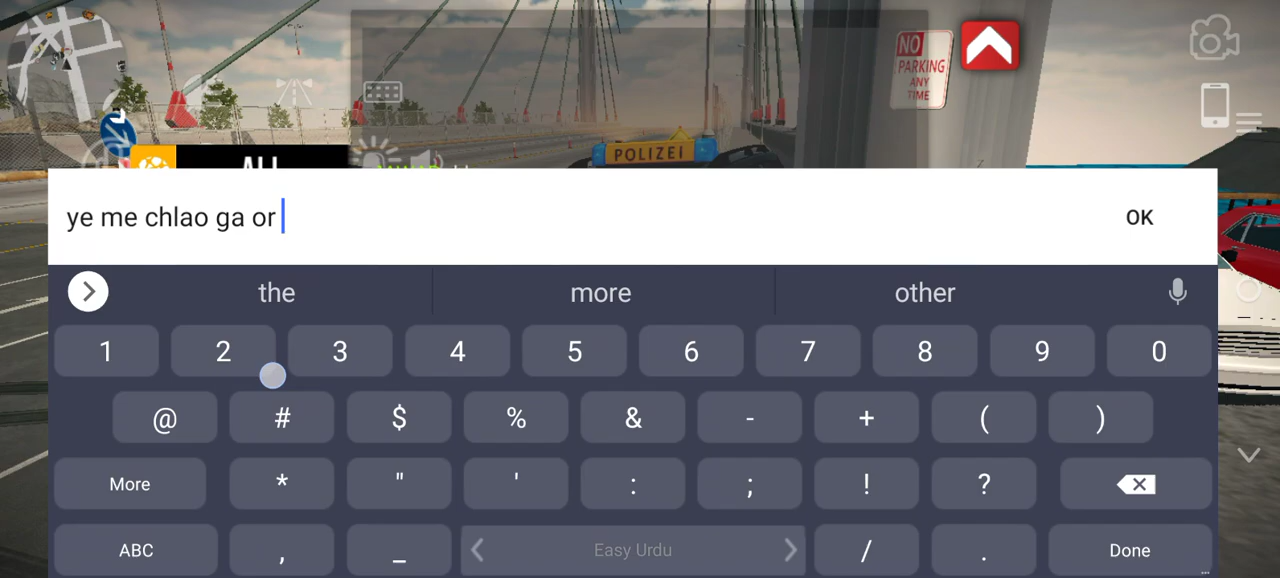 NO
PARKING
ANY
TIME
POLIZEI
ALL
ye me chlao ga or
OK
the more other
1 2 3 4 5 6 7 8 9 0
@ # $ % & - + ( )
More * " ' : ; ! ?
ABC , _ Easy Urdu / . Done